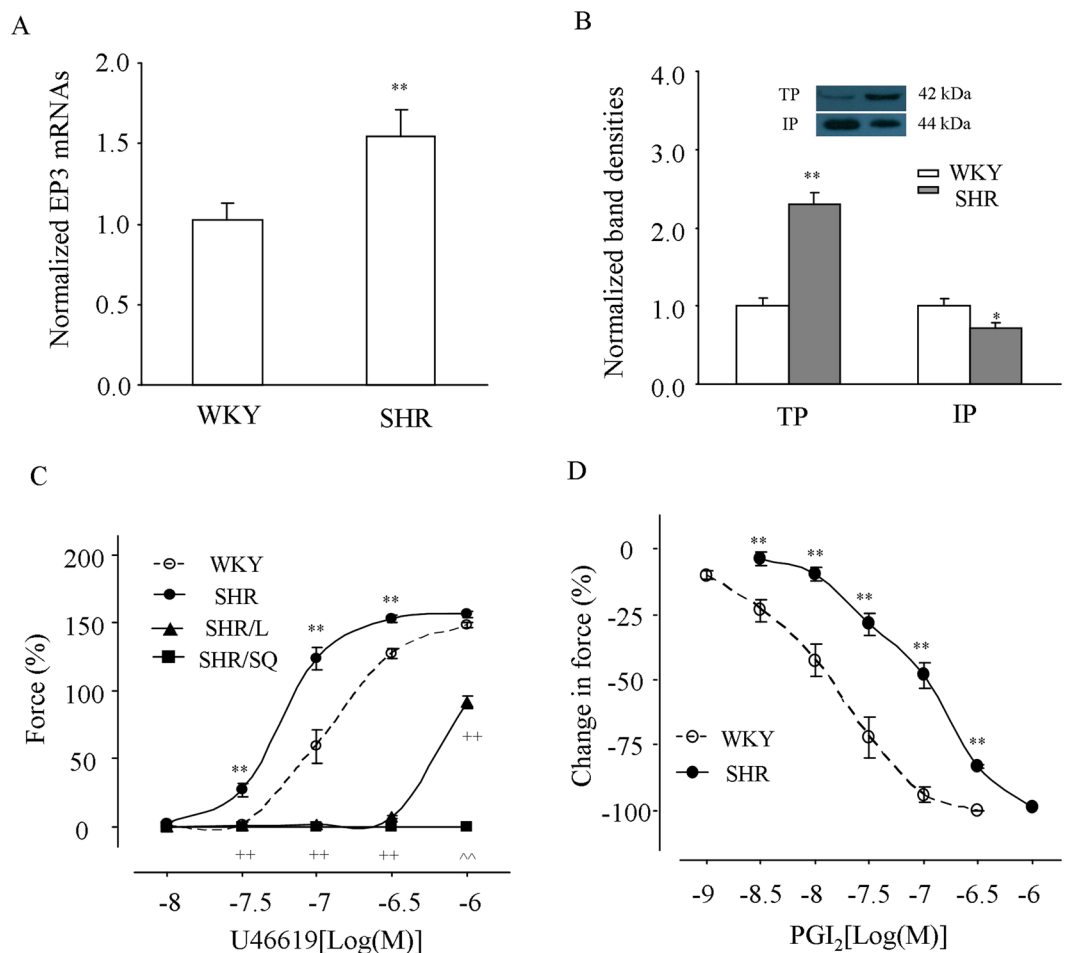 A
Normalized EP3 mRNAs
2.0
1.5
1.0
0.5
0.0
**
WKY
SHR
B
Normalized band densities
4.0
4.0
2.0
1.0
0.0
TP
42 kDa
IP
44 kDa
WKY
SHR
**
*
TP
IP
C
Force (%)
200
150
100
50
0
WKY
SHR
SHR/L
SHR/SQ
**
**
**
++
++
++
++
^^
-8
-7.5
-7
-6.5
-6
U46619[Log(M)]
D
Change in force (%)
0
-25
-50
-75
-100
**
**
**
**
**
WKY
SHR
-9
-8.5
-8
-7.5
-7
-6.5
-6
PGI₂[Log(M)]